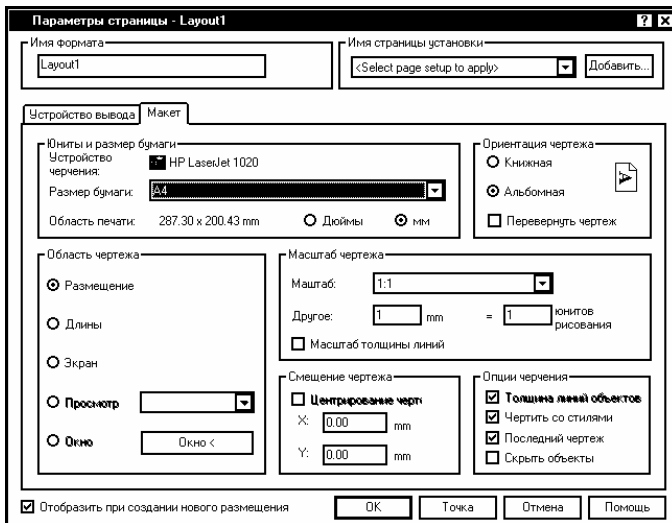 Параметры страницы - Layout1
Имя формата
Layout1
Имя страницы установки
<Select page setup to apply>
Добавить...
Устройство вывода
Макет
Юниты и размер бумаги
Устройство черчения:
HP LaserJet 1020
Размер бумаги:
A4
Область печати:
287.30 x 200.43 mm
Дюймы
мм
Ориентация чертежа
Книжная
Альбомная
A
Перевернуть чертеж
Область чертежа
Размещение
Длины
Экран
Просмотр
Окно
Окно <
Масштаб чертежа
Маштаб:
1:1
Другое:
1 mm = 1 юнитов рисования
Масштаб толщины линий
Смещение чертежа
Центрирование черт
X: 0.00 mm
Y: 0.00 mm
Опции черчения
Толщина линий объектов
Чертить со стилями
Последний чертеж
Скрыть объекты
Отобразить при создании нового размещения
OK
Точка
Отмена
Помощь